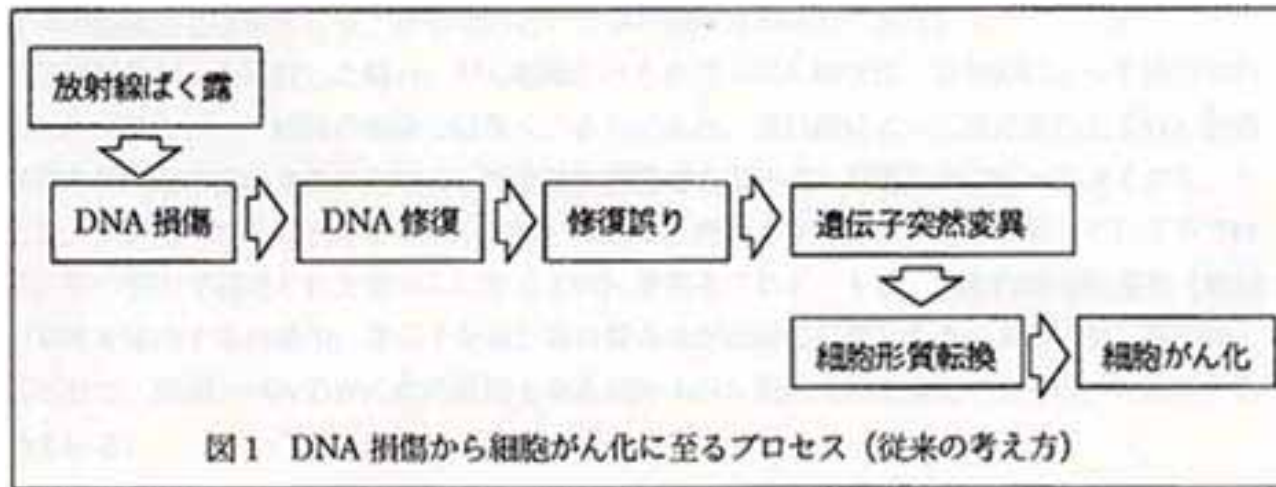 放射線ばく露
DNA 損傷
DNA 修復
修復誤り
遺伝子突然変異
細胞形質転換
細胞がん化
図1 DNA 損傷から細胞がん化に至るプロセス（従来の考え方）